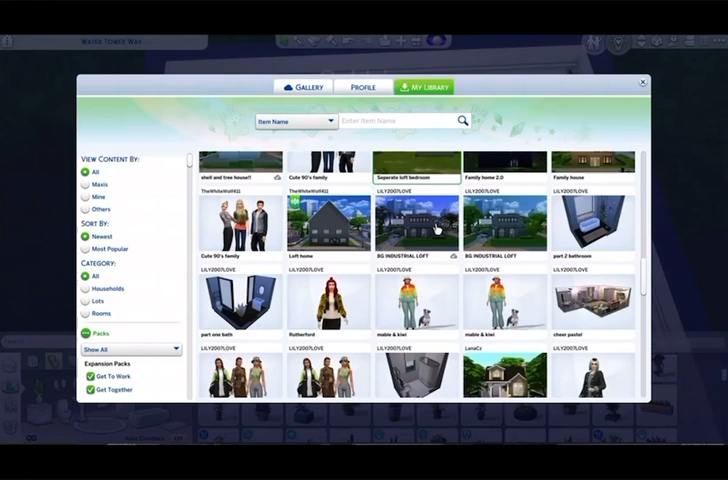 Water Tower Way
Gallery
Profile
My Library
Item Name
Enter Item Name
View Content By:
All
Maxis
Mine
Others
Sort By:
Newest
Most Popular
Category:
All
Households
Lots
Rooms
Packs
Show All
Expansion Packs
Get To Work
Get Together
shell and tree house!!
Cute 90's family
Seperate loft bedroom
Family home 2.0
Family house
TheWhiteWolf411
TheWhiteWolf411
LILY2007LOVE
LILY2007LOVE
LILY2007LOVE
Cute 90's family
Loft home
BG INDUSTRIAL LOFT
BG INDUSTRIAL LOFT
part 2 bathroom
LILY2007LOVE
LILY2007LOVE
LILY2007LOVE
LILY2007LOVE
LILY2007LOVE
part one bath
Rutherford
mable & kiwi
mable & kiwi
cheer pastel
LILY2007LOVE
LILY2007LOVE
LILY2007LOVE
LanaCz
LILY2007LOVE